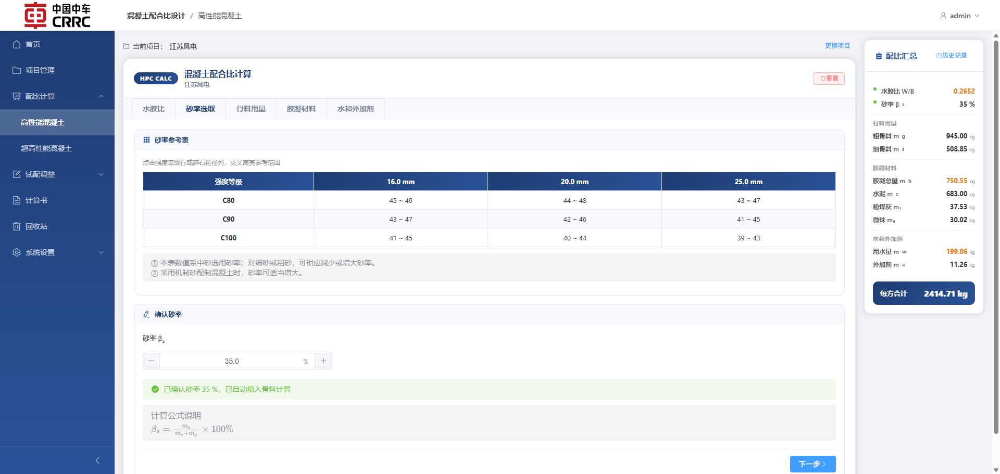 中国中车
CRRC
混凝土配合比设计 / 高性能混凝土
admin
首页
项目管理
配比计算
高性能混凝土
超高性能混凝土
试配调整
计算书
回收站
系统设置
当前项目： 江苏风电
更换项目
HPC CALC
混凝土配合比计算
江苏风电
重置
水胶比
砂率选取
骨料用量
胶凝材料
水和外加剂
砂率参考表
点击强度等级行或碎石粒径列，交叉高亮参考范围
强度等级 16.0 mm 20.0 mm 25.0 mm
C80 45 ~ 49 44 ~ 48 43 ~ 47
C90 43 ~ 47 42 ~ 46 41 ~ 45
C100 41 ~ 45 40 ~ 44 39 ~ 43
① 本表数值系中砂选用砂率；对细砂或粗砂，可相应减少或增大砂率。
② 采用机制砂配制混凝土时，砂率可适当增大。
确认砂率
砂率 βs
35.0 %
已确认砂率 35 %，已自动填入骨料计算
计算公式说明
βs = ms / (ms+mg) × 100%
下一步
配比汇总
历史记录
水胶比 W/B 0.2652
砂率 β s 35 %
骨料用量
粗骨料 m g 945.00 kg
细骨料 m s 508.85 kg
胶凝材料
胶凝总量 m b 750.55 kg
水泥 m c 683.00 kg
粉煤灰 m₁ 37.53 kg
微珠 m₃ 30.02 kg
水和外加剂
用水量 m w 199.06 kg
外加剂 m a 11.26 kg
每方合计 2414.71 kg